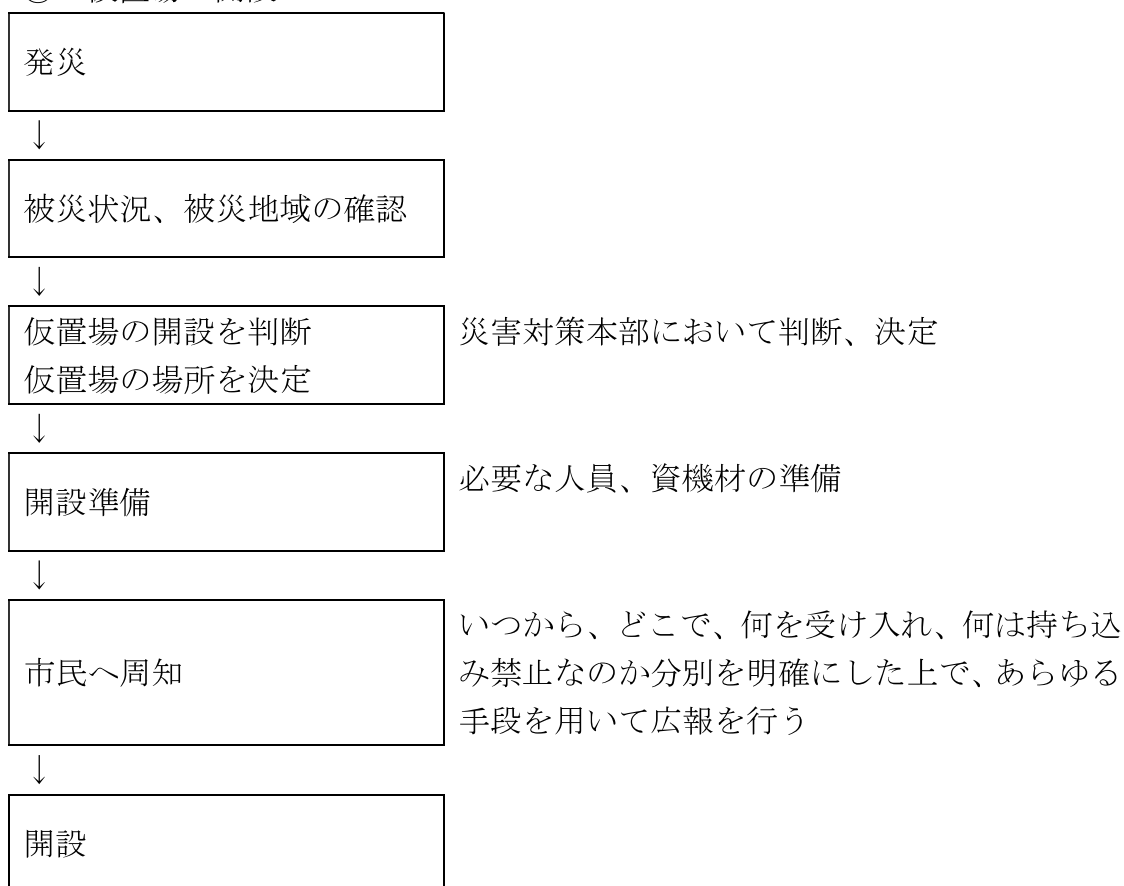 発災
↓
被災状況、被災地域の確認
↓
仮置場の開設を判断
仮置場の場所を決定
災害対策本部において判断、決定
↓
開設準備
必要な人員、資機材の準備
↓
市民へ周知
いつから、どこで、何を受け入れ、何は持ち込
み禁止なのか分別を明確にした上で、あらゆる
手段を用いて広報を行う
↓
開設